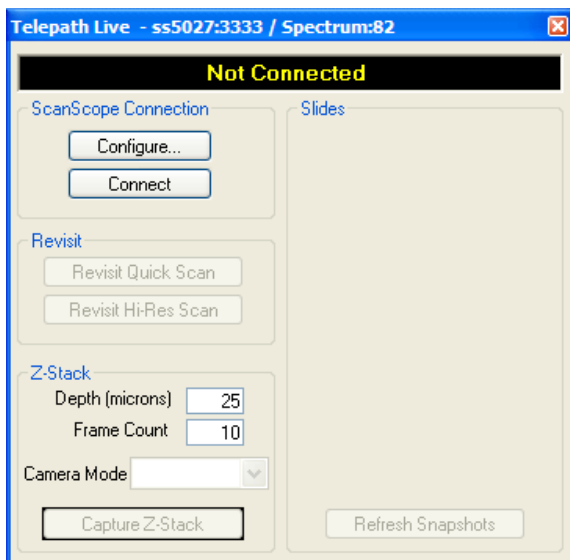 Telepath Live - ss5027:3333 / Spectrum:82
Not Connected
ScanScope Connection
Configure...
Connect
Revisit
Revisit Quick Scan
Revisit Hi-Res Scan
Z-Stack
Depth (microns) 25
Frame Count 10
Camera Mode
Capture Z-Stack
Slides
Refresh Snapshots